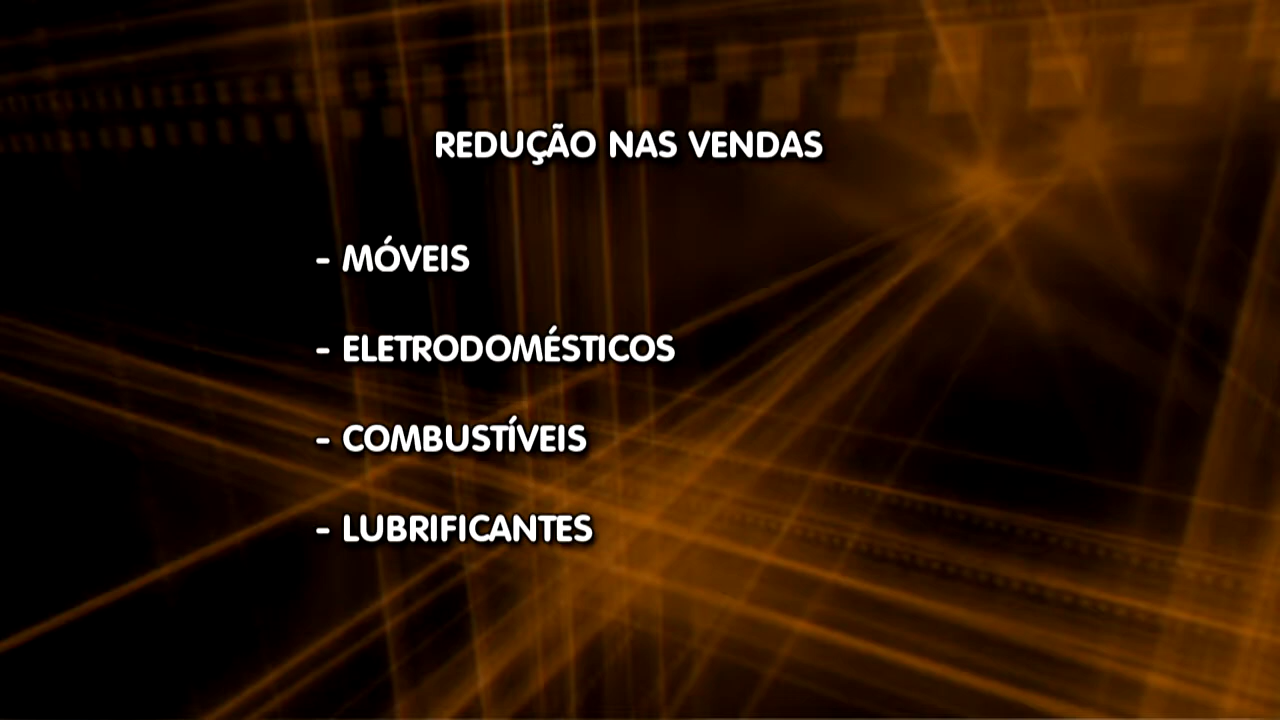 REDUÇÃO NAS VENDAS
- MÓVEIS
- ELETRODOMÉSTICOS
- COMBUSTÍVEIS
- LUBRIFICANTES